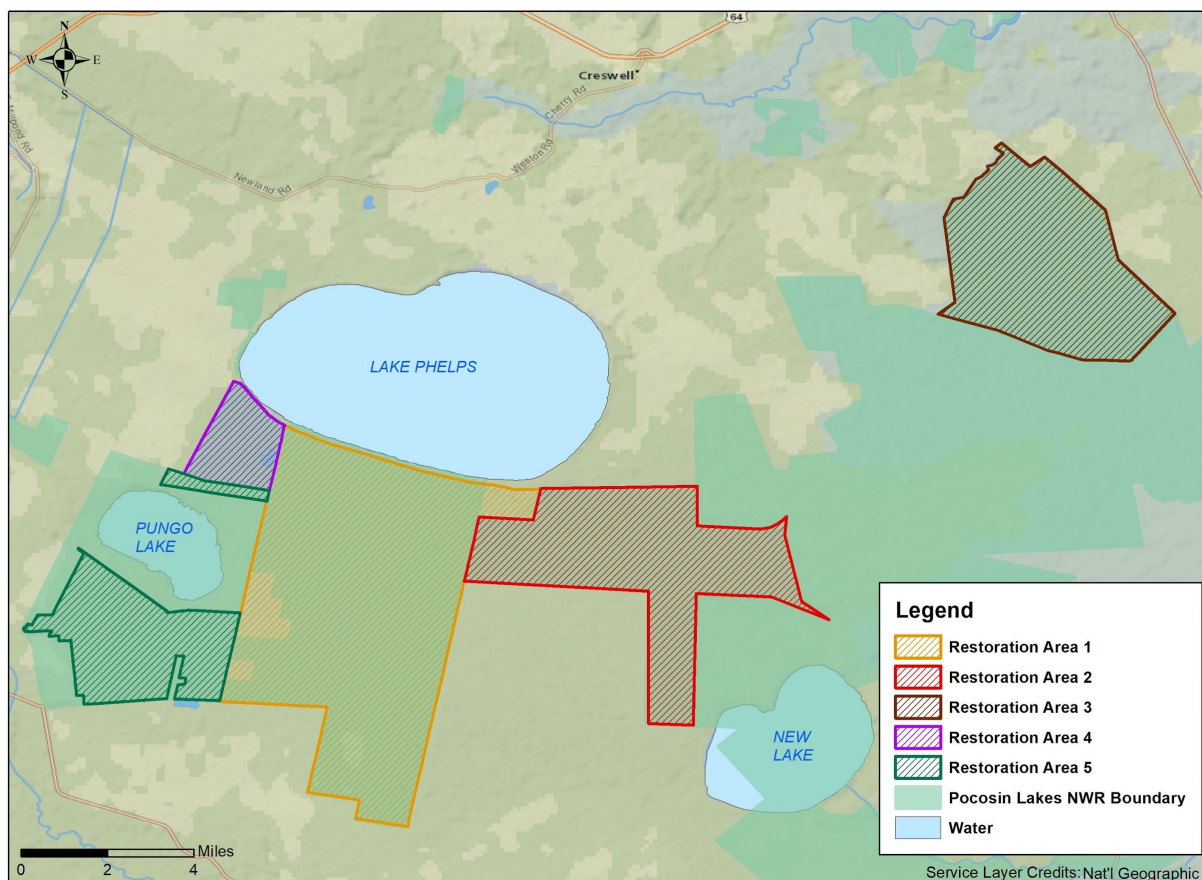 N
W E
S
64
Creswell
Cherry Rd
Weston Rd
Newland Rd
Millpond Rd
LAKE PHELPS
PUNGO
LAKE
NEW
LAKE
Legend
Restoration Area 1
Restoration Area 2
Restoration Area 3
Restoration Area 4
Restoration Area 5
Pocosin Lakes NWR Boundary
Water
Miles
0 2 4
Service Layer Credits: Nat'l Geographic